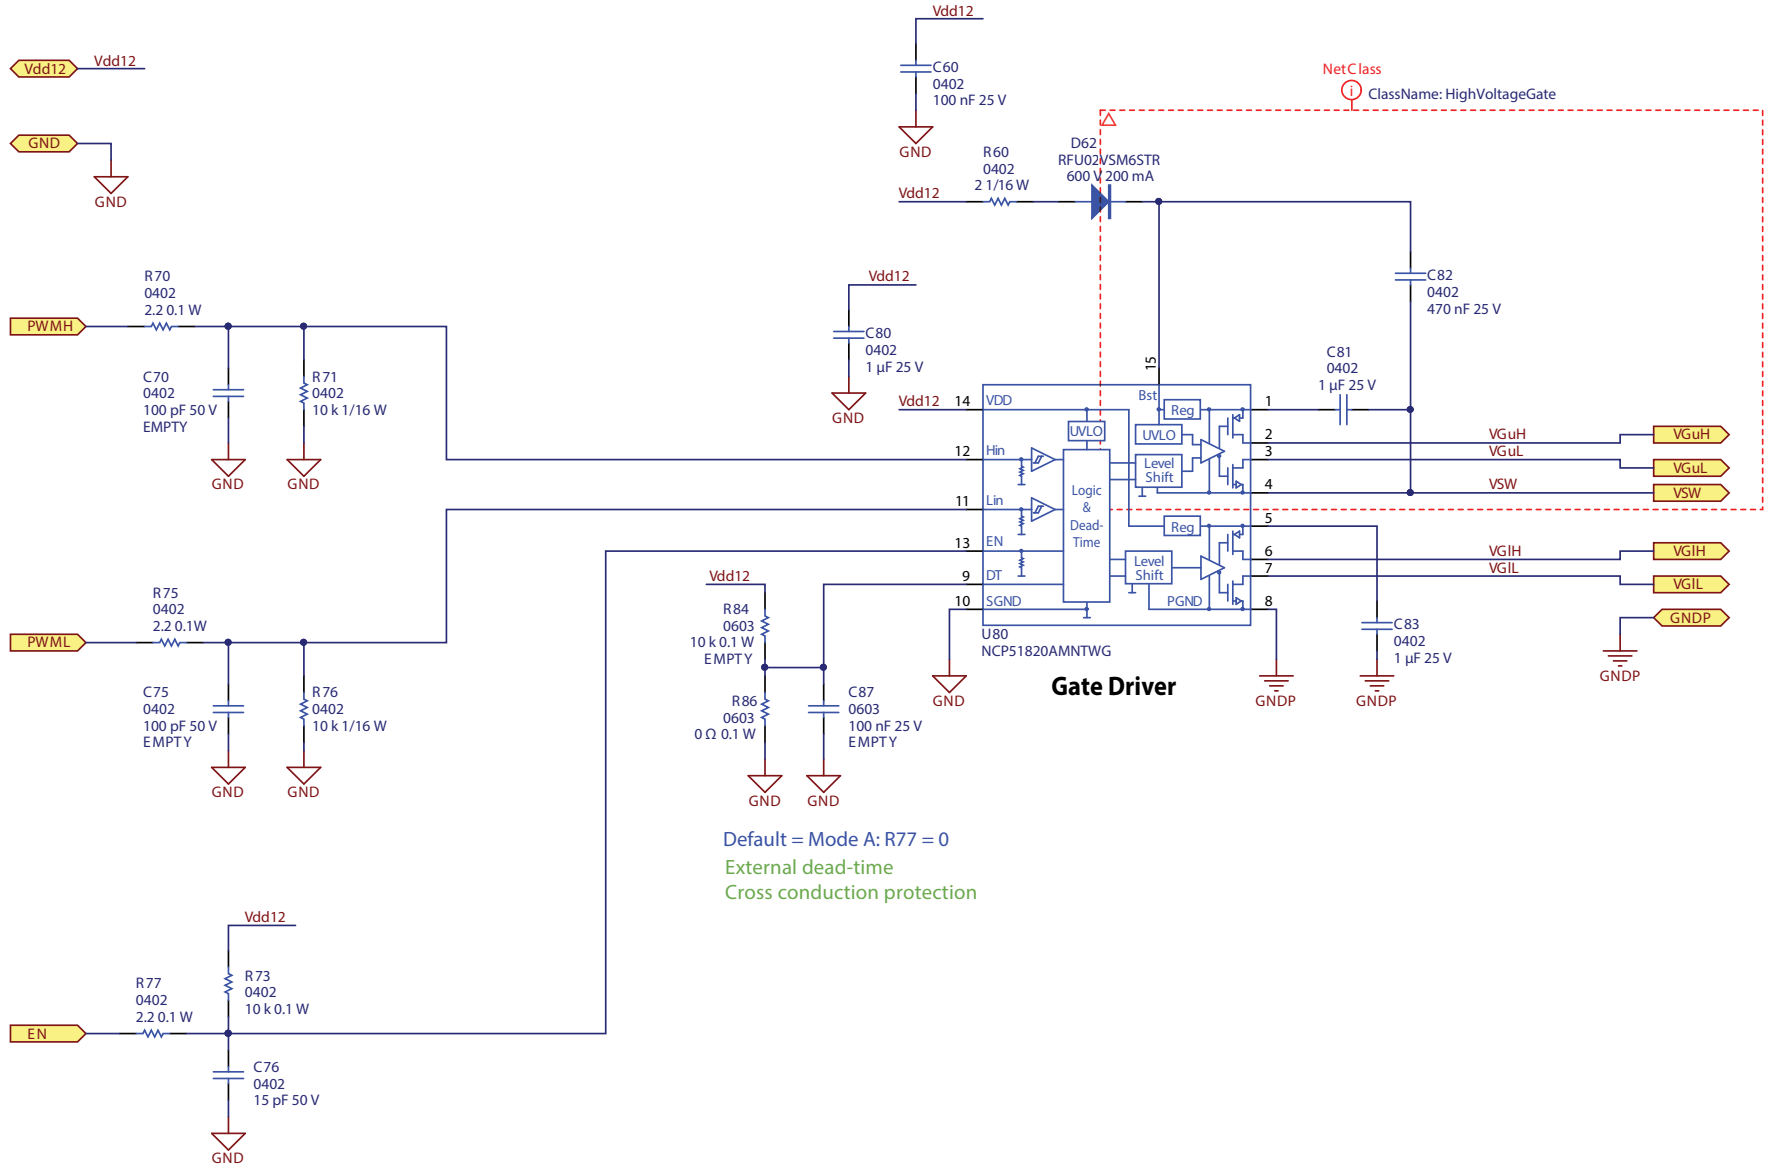 Vdd12
Vdd12
GND
GND
Vdd12
C60
0402
100 nF 25 V
GND
NetClass
i
ClassName: HighVoltageGate
R60
0402
2 1/16 W
Vdd12
D62
RFU02VSM6STR
600 V 200 mA
C82
0402
470 nF 25 V
C81
0402
1 µF 25 V
Vdd12
C80
0402
1 µF 25 V
GND
R70
0402
2.2 0.1 W
PWMH
C70
0402
100 pF 50 V
EMPTY
R71
0402
10 k 1/16 W
GND
GND
R75
0402
2.2 0.1W
PWML
C75
0402
100 pF 50 V
EMPTY
R76
0402
10 k 1/16 W
GND
GND
Vdd12
14
VDD
12
Hin
11
Lin
13
EN
9
DT
10
SGND
15
Bst
Reg
UVLO
UVLO
Level
Shift
Logic
&
Dead-
Time
Reg
Level
Shift
PGND
1
2
3
4
5
6
7
8
U80
NCP51820AMNTWG
Gate Driver
VGuH
VGuH
VGuL
VGuL
VSW
VSW
VGlH
VGlH
VGlL
VGlL
GNDP
GNDP
C83
0402
1 µF 25 V
GNDP
GNDP
GND
Vdd12
R84
0603
10 k 0.1 W
EMPTY
R86
0603
0 Ω 0.1 W
C87
0603
100 nF 25 V
EMPTY
GND
GND
Default = Mode A: R77 = 0
External dead-time
Cross conduction protection
Vdd12
R73
0402
10 k 0.1 W
R77
0402
2.2 0.1 W
EN
C76
0402
15 pF 50 V
GND